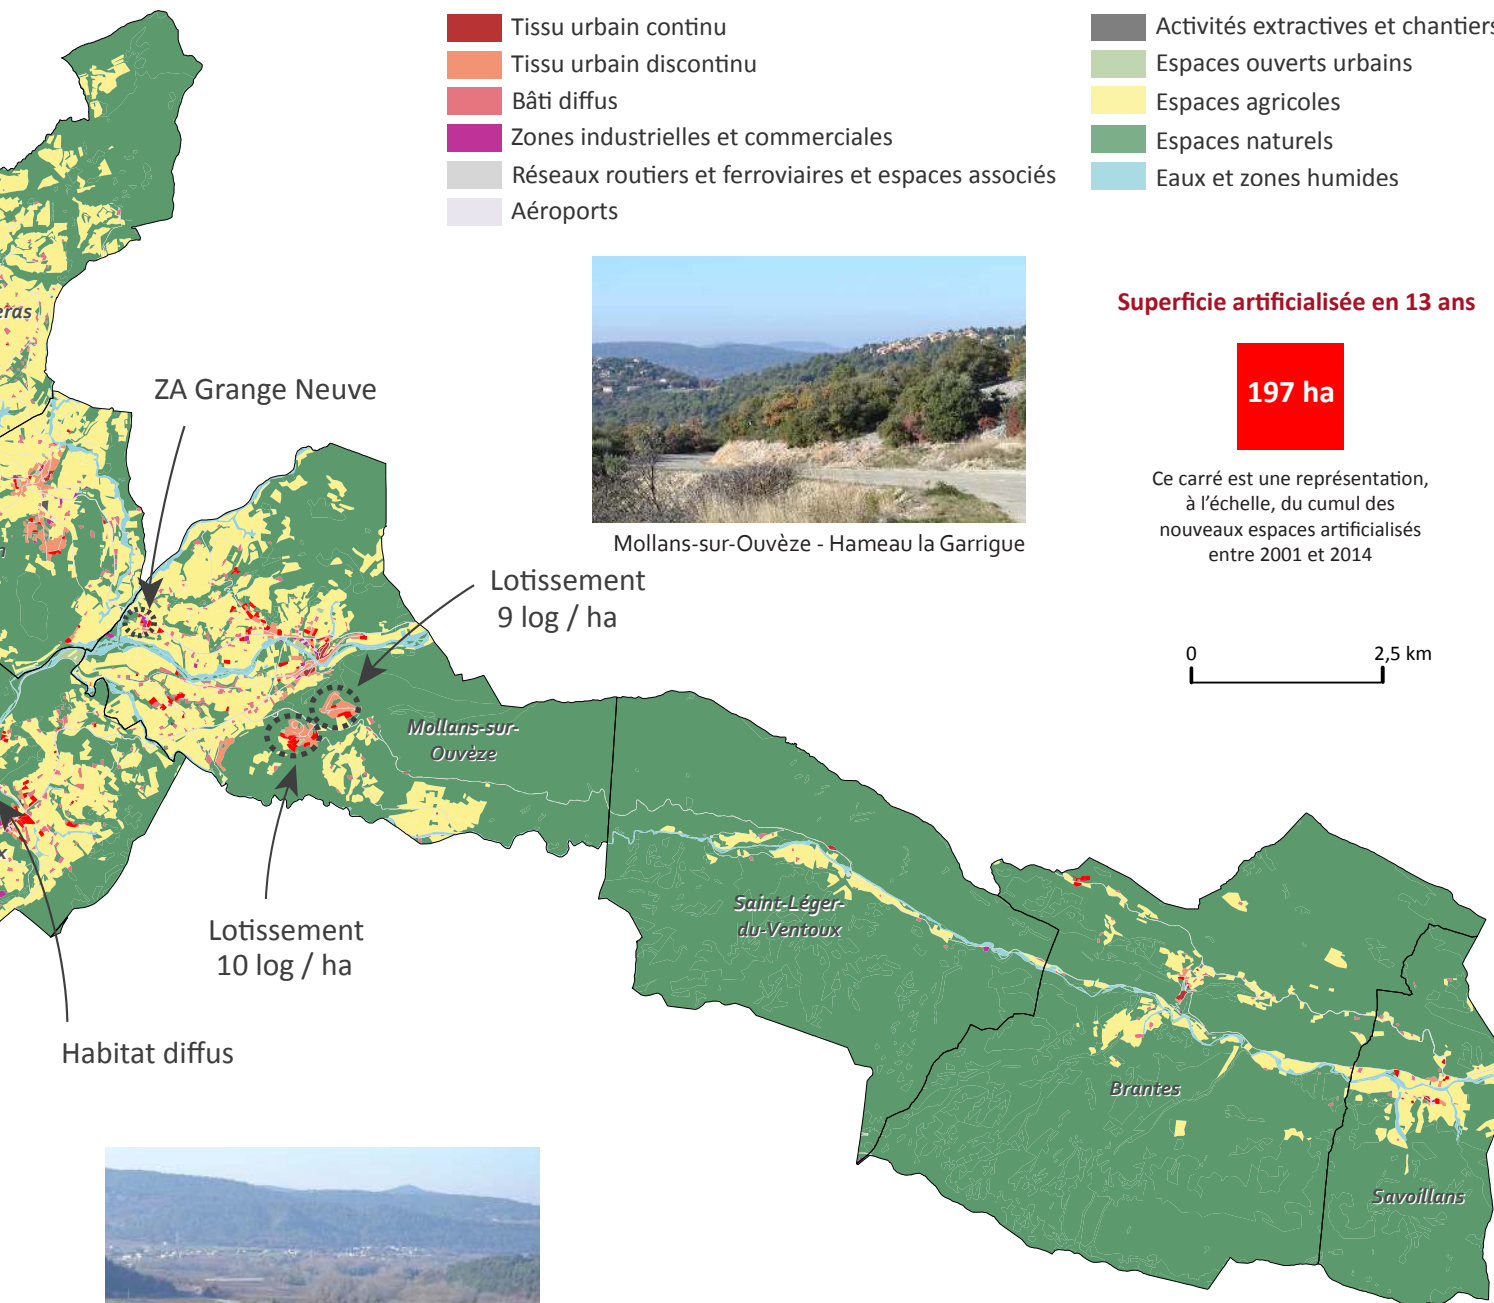 Tissu urbain continu
Tissu urbain discontinu
Bâti diffus
Zones industrielles et commerciales
Réseaux routiers et ferroviaires et espaces associés
Aéroports
Activités extractives et chantiers
Espaces ouverts urbains
Espaces agricoles
Espaces naturels
Eaux et zones humides
Superficie artificialisée en 13 ans
197 ha
Ce carré est une représentation,
à l'échelle, du cumul des
nouveaux espaces artificialisés
entre 2001 et 2014
0 2,5 km
Mollans-sur-Ouvèze - Hameau la Garrigue
eras
ZA Grange Neuve
Lotissement
9 log / ha
Mollans-sur-
Ouvèze
Lotissement
10 log / ha
Habitat diffus
Saint-Léger-
du-Ventoux
Brantes
Savoillans